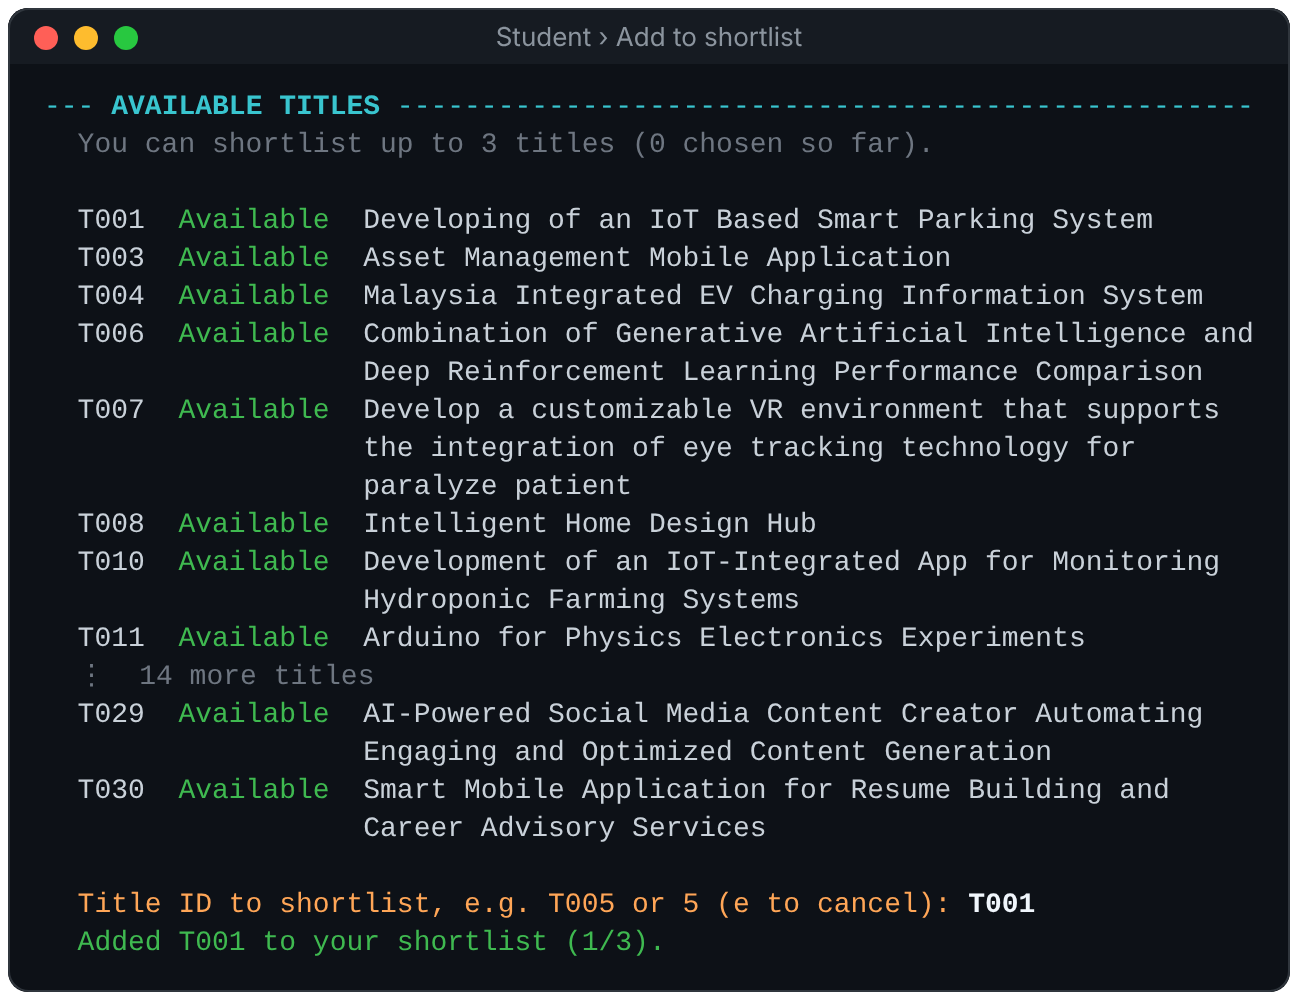 Student › Add to shortlist
--- AVAILABLE TITLES ---------------------------------------------------
You can shortlist up to 3 titles (0 chosen so far).
T001  Available  Developing of an IoT Based Smart Parking System
T003  Available  Asset Management Mobile Application
T004  Available  Malaysia Integrated EV Charging Information System
T006  Available  Combination of Generative Artificial Intelligence and
Deep Reinforcement Learning Performance Comparison
T007  Available  Develop a customizable VR environment that supports
the integration of eye tracking technology for
paralyze patient
T008  Available  Intelligent Home Design Hub
T010  Available  Development of an IoT-Integrated App for Monitoring
Hydroponic Farming Systems
T011  Available  Arduino for Physics Electronics Experiments
⋮  14 more titles
T029  Available  AI-Powered Social Media Content Creator Automating
Engaging and Optimized Content Generation
T030  Available  Smart Mobile Application for Resume Building and
Career Advisory Services
Title ID to shortlist, e.g. T005 or 5 (e to cancel): T001
Added T001 to your shortlist (1/3).